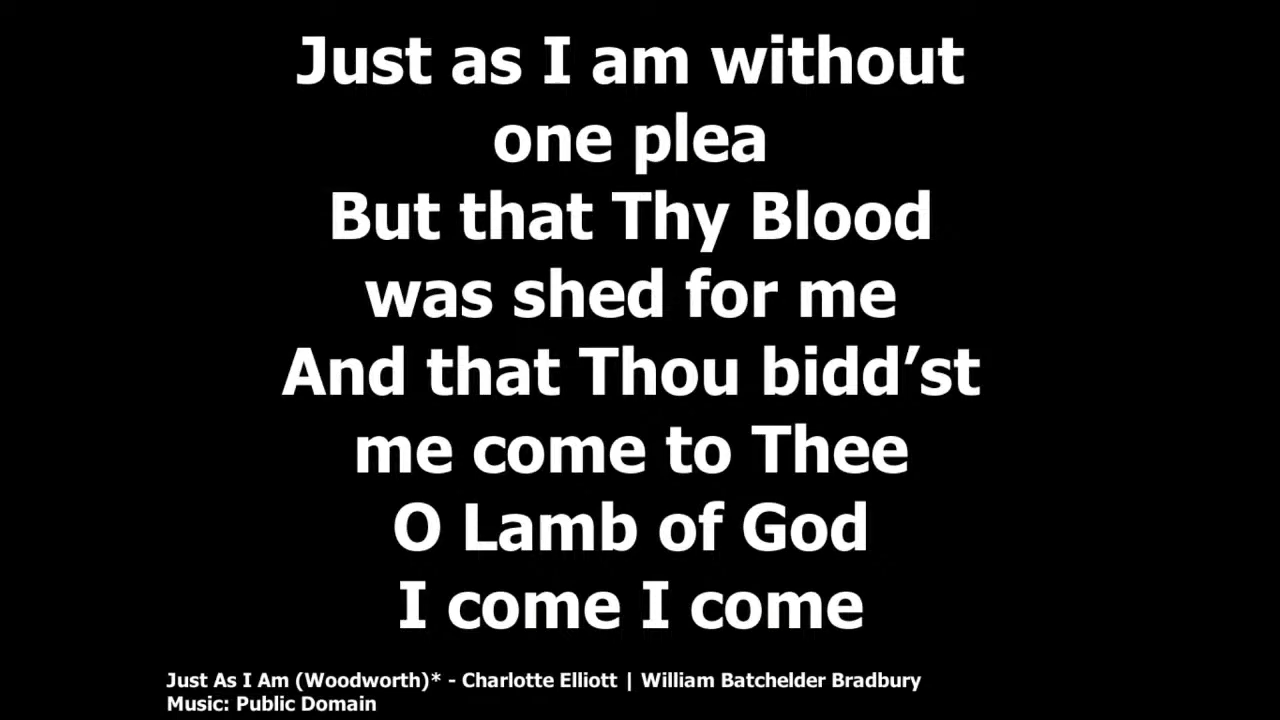 Just as I am without
one plea
But that Thy Blood
was shed for me
And that Thou bidd’st
me come to Thee
O Lamb of God
I come I come
Just As I Am (Woodworth)* - Charlotte Elliott | William Batchelder Bradbury
Music: Public Domain